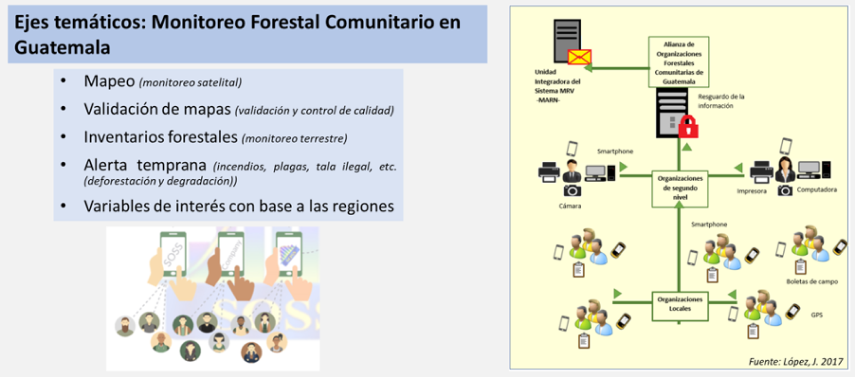 Ejes temáticos: Monitoreo Forestal Comunitario en
Guatemala
• Mapeo (monitoreo satelital)
• Validación de mapas (validación y control de calidad)
• Inventarios forestales (monitoreo terrestre)
• Alerta temprana (incendios, plagas, tala ilegal, etc.
(deforestación y degradación))
• Variables de interés con base a las regiones
SOSS
Company
SOSS
Alianza de
Organizaciones
Forestales
Comunitarias de
Guatemala
Unidad
Integradora del
Sistema MRV
-MARN-
Resguardo de la
información
Smartphone
Cámara
Organizaciones
de segundo
nivel
Impresora
Computadora
Smartphone
Boletas de campo
Organizaciones
Locales
GPS
Fuente: López, J. 2017